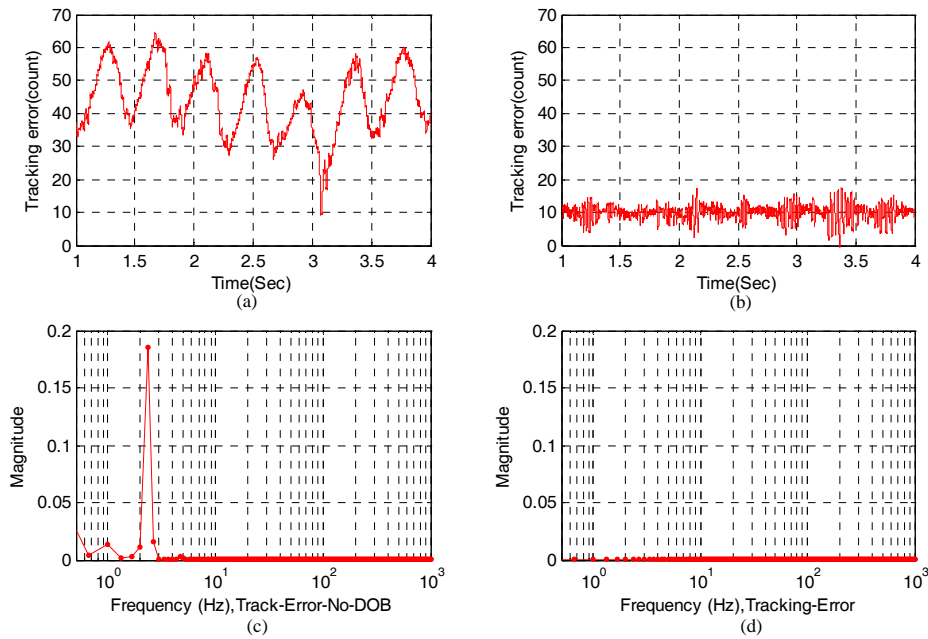 70
60
50
40
30
20
10
0
Tracking error(count)
1 1.5 2 2.5 3 3.5 4
Time(Sec)
(a)
70
60
50
40
30
20
10
0
Tracking error(count)
1 1.5 2 2.5 3 3.5 4
Time(Sec)
(b)
0.2
0.15
0.1
0.05
0
Magnitude
10^0 10^1 10^2 10^3
Frequency (Hz),Track-Error-No-DOB
(c)
0.2
0.15
0.1
0.05
0
Magnitude
10^0 10^1 10^2 10^3
Frequency (Hz),Tracking-Error
(d)